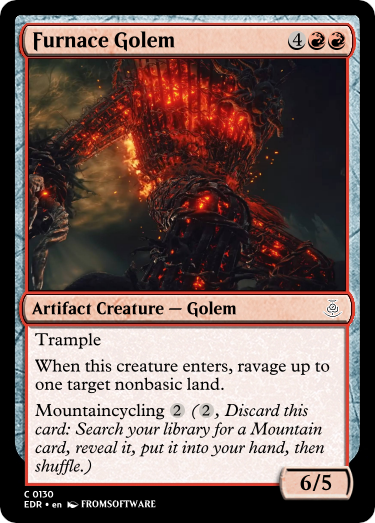 Furnace Golem 4
Artifact Creature — Golem
Trample
When this creature enters, ravage up to
one target nonbasic land.
Mountaincycling 2 (2, Discard this
card: Search your library for a Mountain
card, reveal it, put it into your hand, then
shuffle.)
6/5
C 0130
EDR • en FROMSOFTWARE